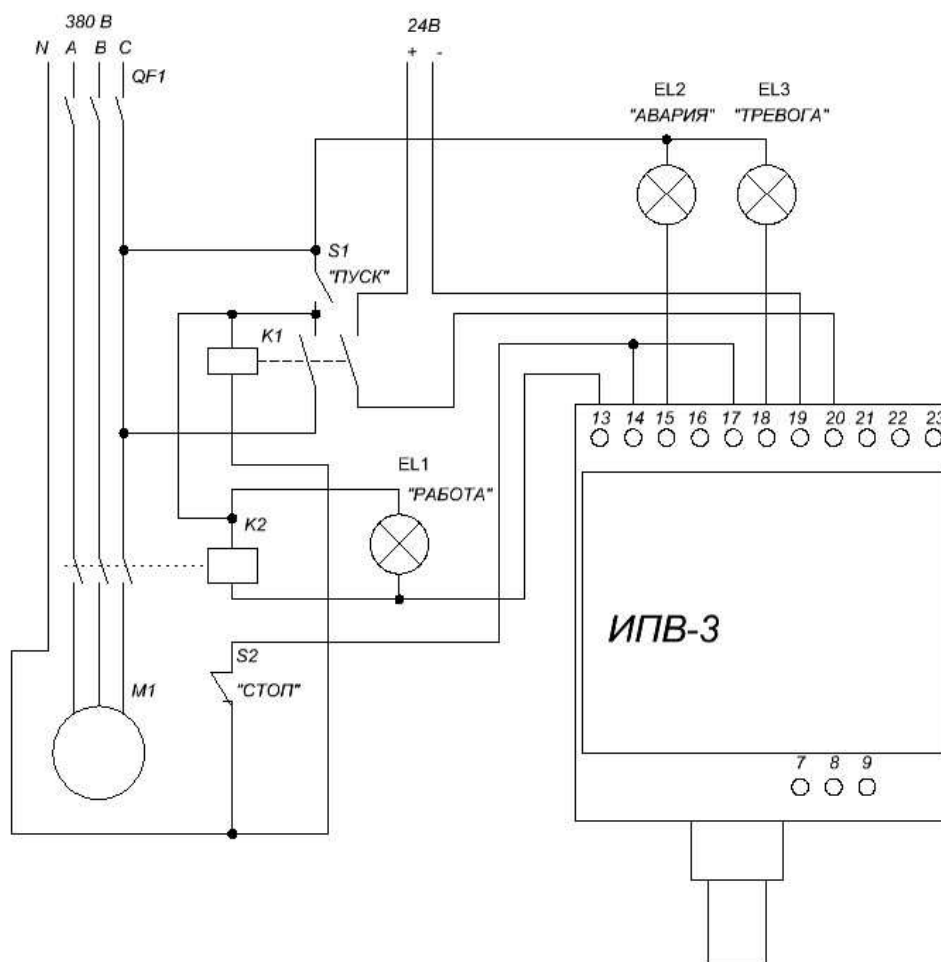 380 В
N A B C
QF1
24В
+ -
EL2
"АВАРИЯ"
EL3
"ТРЕВОГА"
S1
"ПУСК"
K1
13 14 15 16 17 18 19 20 21 22 23
EL1
"РАБОТА"
K2
ИПВ-3
S2
"СТОП"
M1
7 8 9